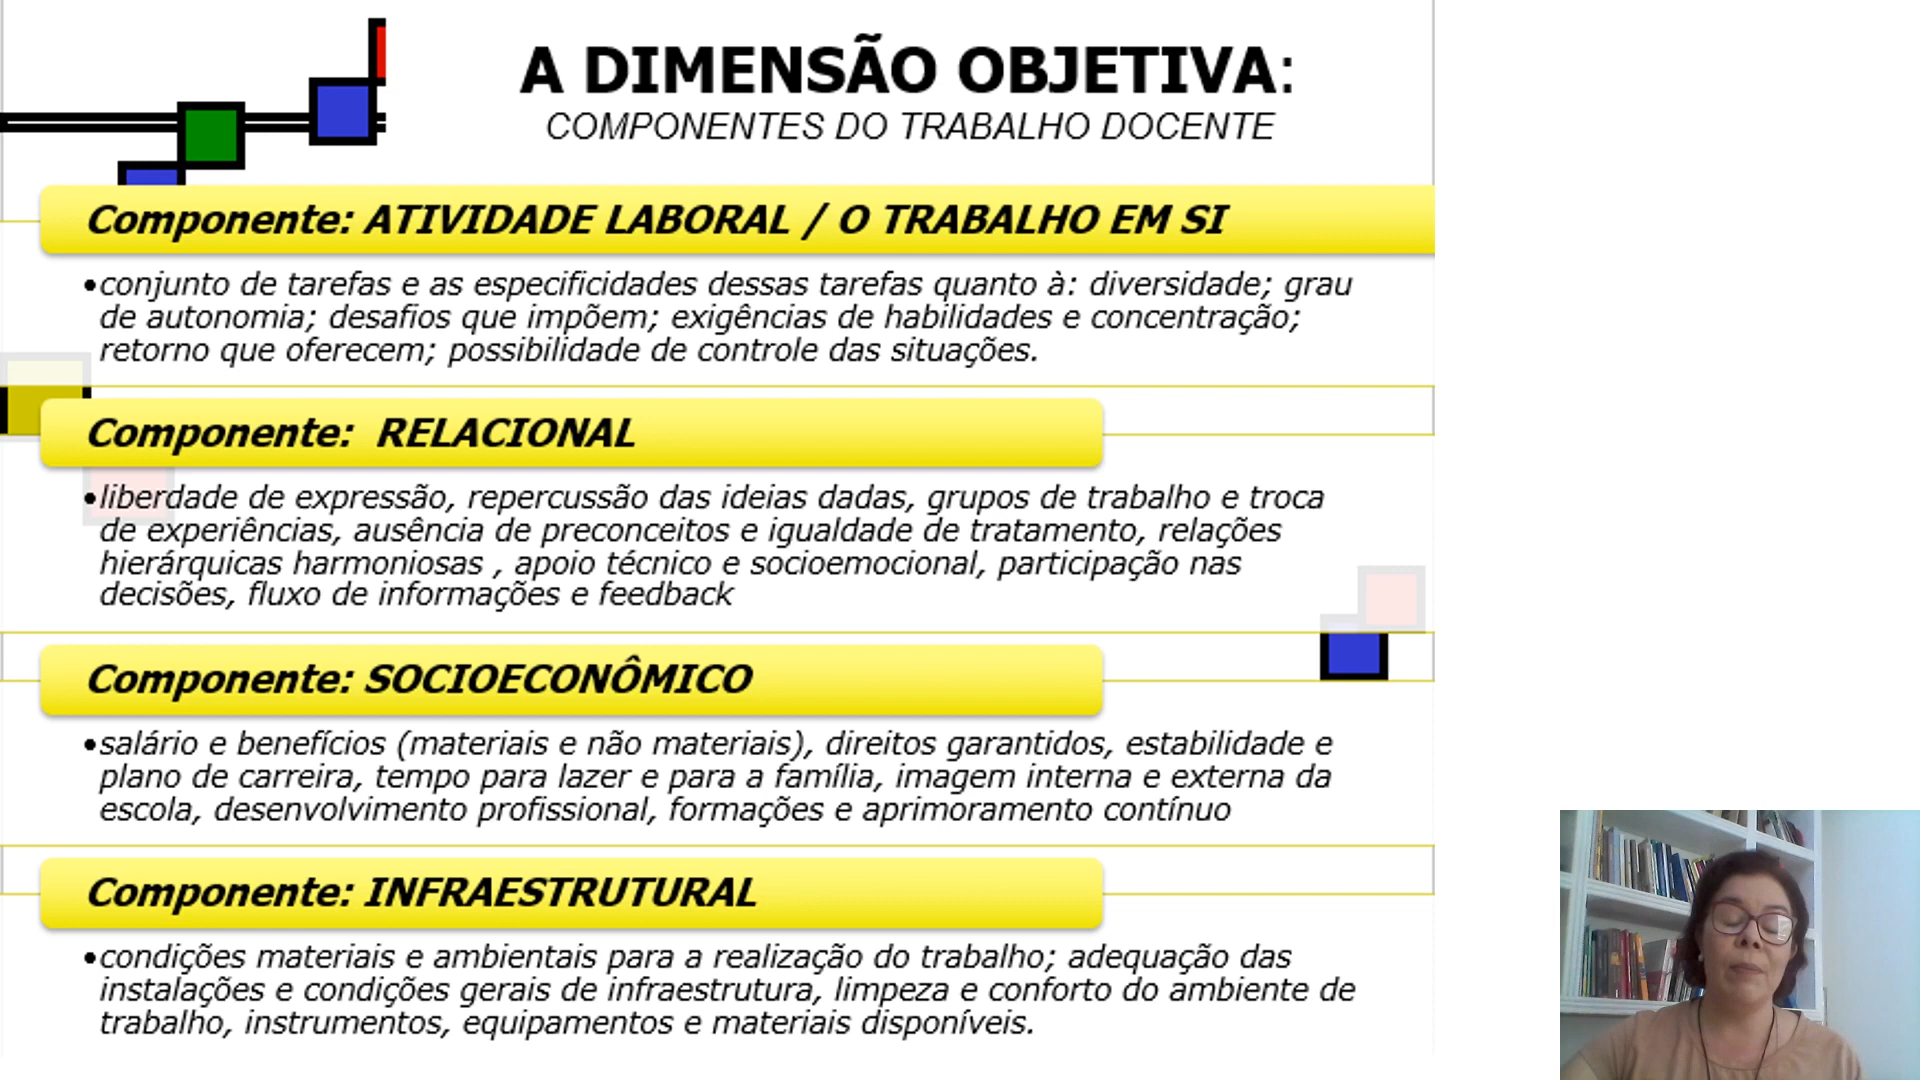 A DIMENSÃO OBJETIVA:
COMPONENTES DO TRABALHO DOCENTE
Componente: ATIVIDADE LABORAL / O TRABALHO EM SI
•conjunto de tarefas e as especificidades dessas tarefas quanto à: diversidade; grau
de autonomia; desafios que impõem; exigências de habilidades e concentração;
retorno que oferecem; possibilidade de controle das situações.
Componente: RELACIONAL
•liberdade de expressão, repercussão das ideias dadas, grupos de trabalho e troca
de experiências, ausência de preconceitos e igualdade de tratamento, relações
hierárquicas harmoniosas , apoio técnico e socioemocional, participação nas
decisões, fluxo de informações e feedback
Componente: SOCIOECONÔMICO
•salário e benefícios (materiais e não materiais), direitos garantidos, estabilidade e
plano de carreira, tempo para lazer e para a família, imagem interna e externa da
escola, desenvolvimento profissional, formações e aprimoramento contínuo
Componente: INFRAESTRUTURAL
•condições materiais e ambientais para a realização do trabalho; adequação das
instalações e condições gerais de infraestrutura, limpeza e conforto do ambiente de
trabalho, instrumentos, equipamentos e materiais disponíveis.